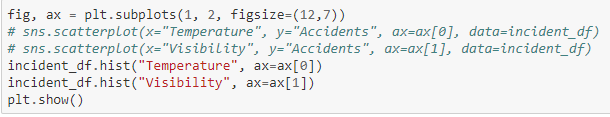 fig, ax = plt.subplots(1, 2, figsize=(12,7))
# sns.scatterplot(x="Temperature", y="Accidents", ax=ax[0], data=incident_df)
# sns.scatterplot(x="Visibility", y="Accidents", ax=ax[1], data=incident_df)
incident_df.hist("Temperature", ax=ax[0])
incident_df.hist("Visibility", ax=ax[1])
plt.show()